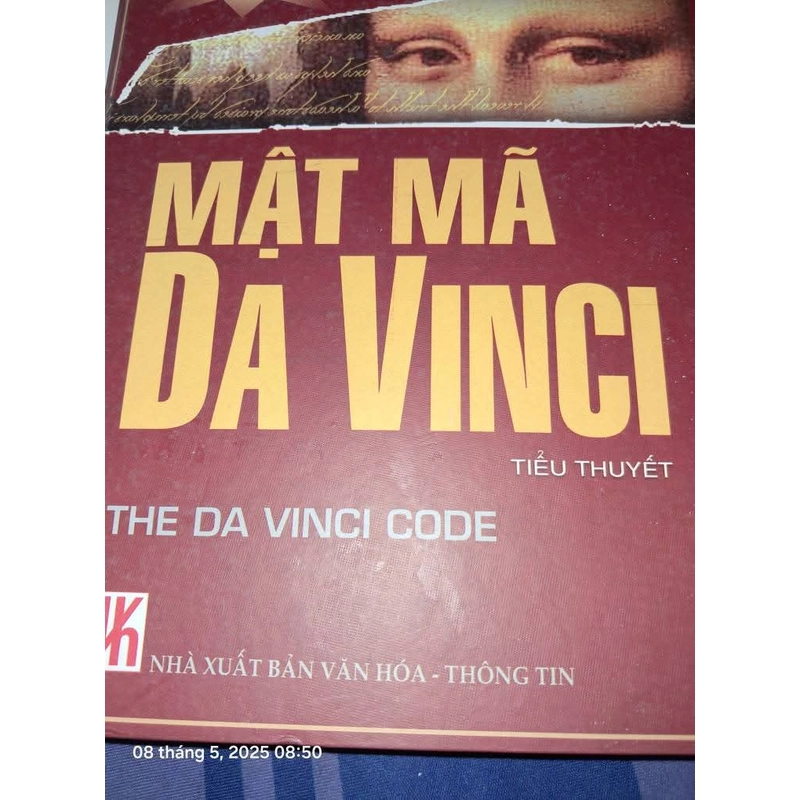 MẬT MÃ
DA VINCI
TIỂU THUYẾT
THE DA VINCI CODE
NHÀ XUẤT BẢN VĂN HÓA - THÔNG TIN
08 tháng 5, 2025 08:50